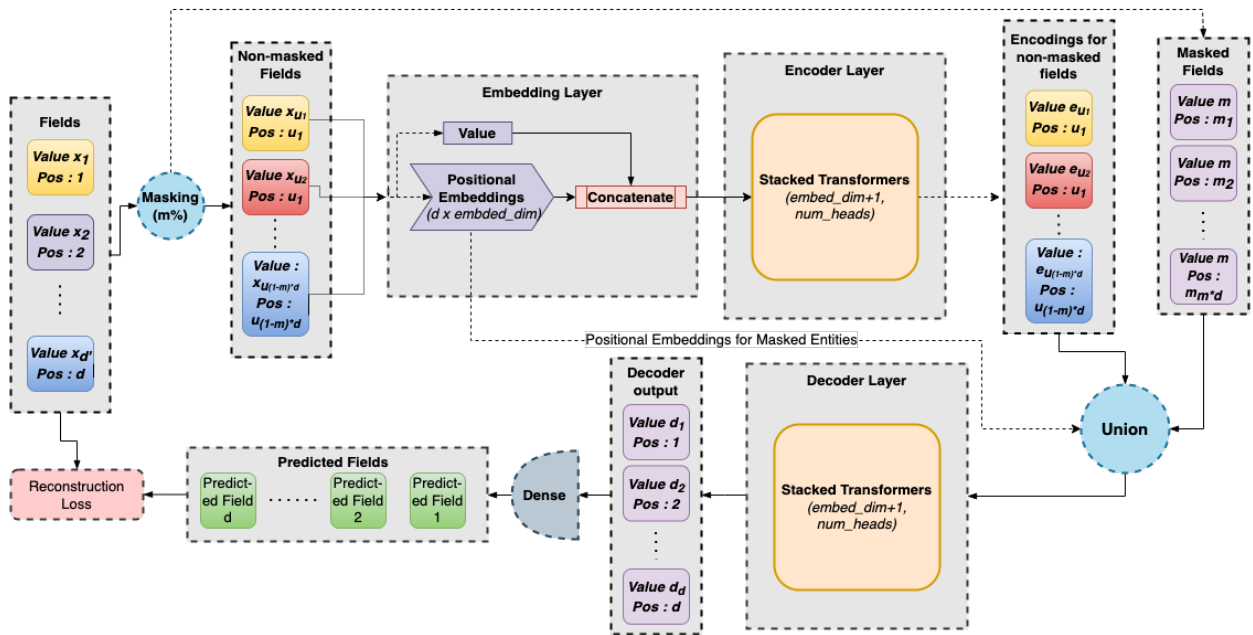 Fields
Value x1
Pos : 1
Value x2
Pos : 2
Value xd'
Pos : d
Masking
(m%)
Non-masked
Fields
Value xu1
Pos : u1
Value xu2
Pos : u1
Value :
xu(1-m)*d
Pos :
u(1-m)*d
Embedding Layer
Value
Positional
Embeddings
(d x embded_dim)
Concatenate
Encoder Layer
Stacked Transformers
(embed_dim+1,
num_heads)
Encodings for
non-masked
fields
Value eu1
Pos : u1
Value eu2
Pos : u1
Value :
eu(1-m)*d
Pos :
u(1-m)*d
Masked
Fields
Value m
Pos : m1
Value m
Pos : m2
Value m
Pos :
mm*d
Positional Embeddings for Masked Entities
Union
Decoder Layer
Stacked Transformers
(embed_dim+1,
num_heads)
Decoder
output
Value d1
Pos : 1
Value d2
Pos : 2
Value dd
Pos : d
Dense
Predicted Fields
Predict-
ed Field
d
Predict-
ed Field
2
Predict-
ed Field
1
Reconstruction
Loss